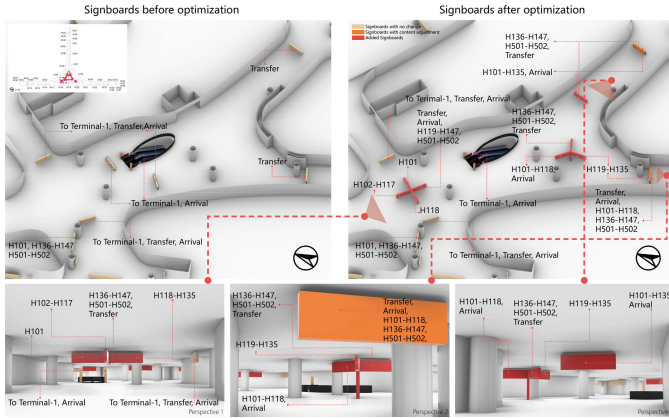 Signboards before optimization
Signboards after optimization
Transfer
To Terminal-1, Transfer,Arrival
Transfer
To Terminal-1, Arrival
To Terminal-1, Transfer, Arrival
H101, H136-H147
H501-H502
Signboards with no change
Signboards with content adjustment
Added Signboards
H136-H147,
H501-H502,
Transfer
H101-H135, Arrival
To Terimal-1, Transfer, Arrival
Transfer,
Arrival,
H119-H147,
H501-H502
H136-H147,
H501-H502,
Transfer
H101
H102-H117
H118
H101-H118,
Arrival
H119-H135
To Terminal-1, Arrival
Transfer,
Arrival,
H101-H118,
H136-H147,
H501-H502
H101, H136-H147,
H501-H502
To Terminal-1, Transfer, Arrival
H136-H147,
H501-H502,
Transfer
H118-H135
H102-H117
H101
To Terminal-1, Arrival
To Terminal-1, Transfer, Arrival
Perspective 1
H136-H147,
H501-H502,
Transfer
Transfer,
Arrival,
H101-H118,
H136-H147,
H501-H502,
H119-H135
H101-H118,
Arrival
Perspective 2
H101-H118,
Arrival
H136-H147,
H501-H502,
Transfer
H119-H135
H101-H135,
Arrival